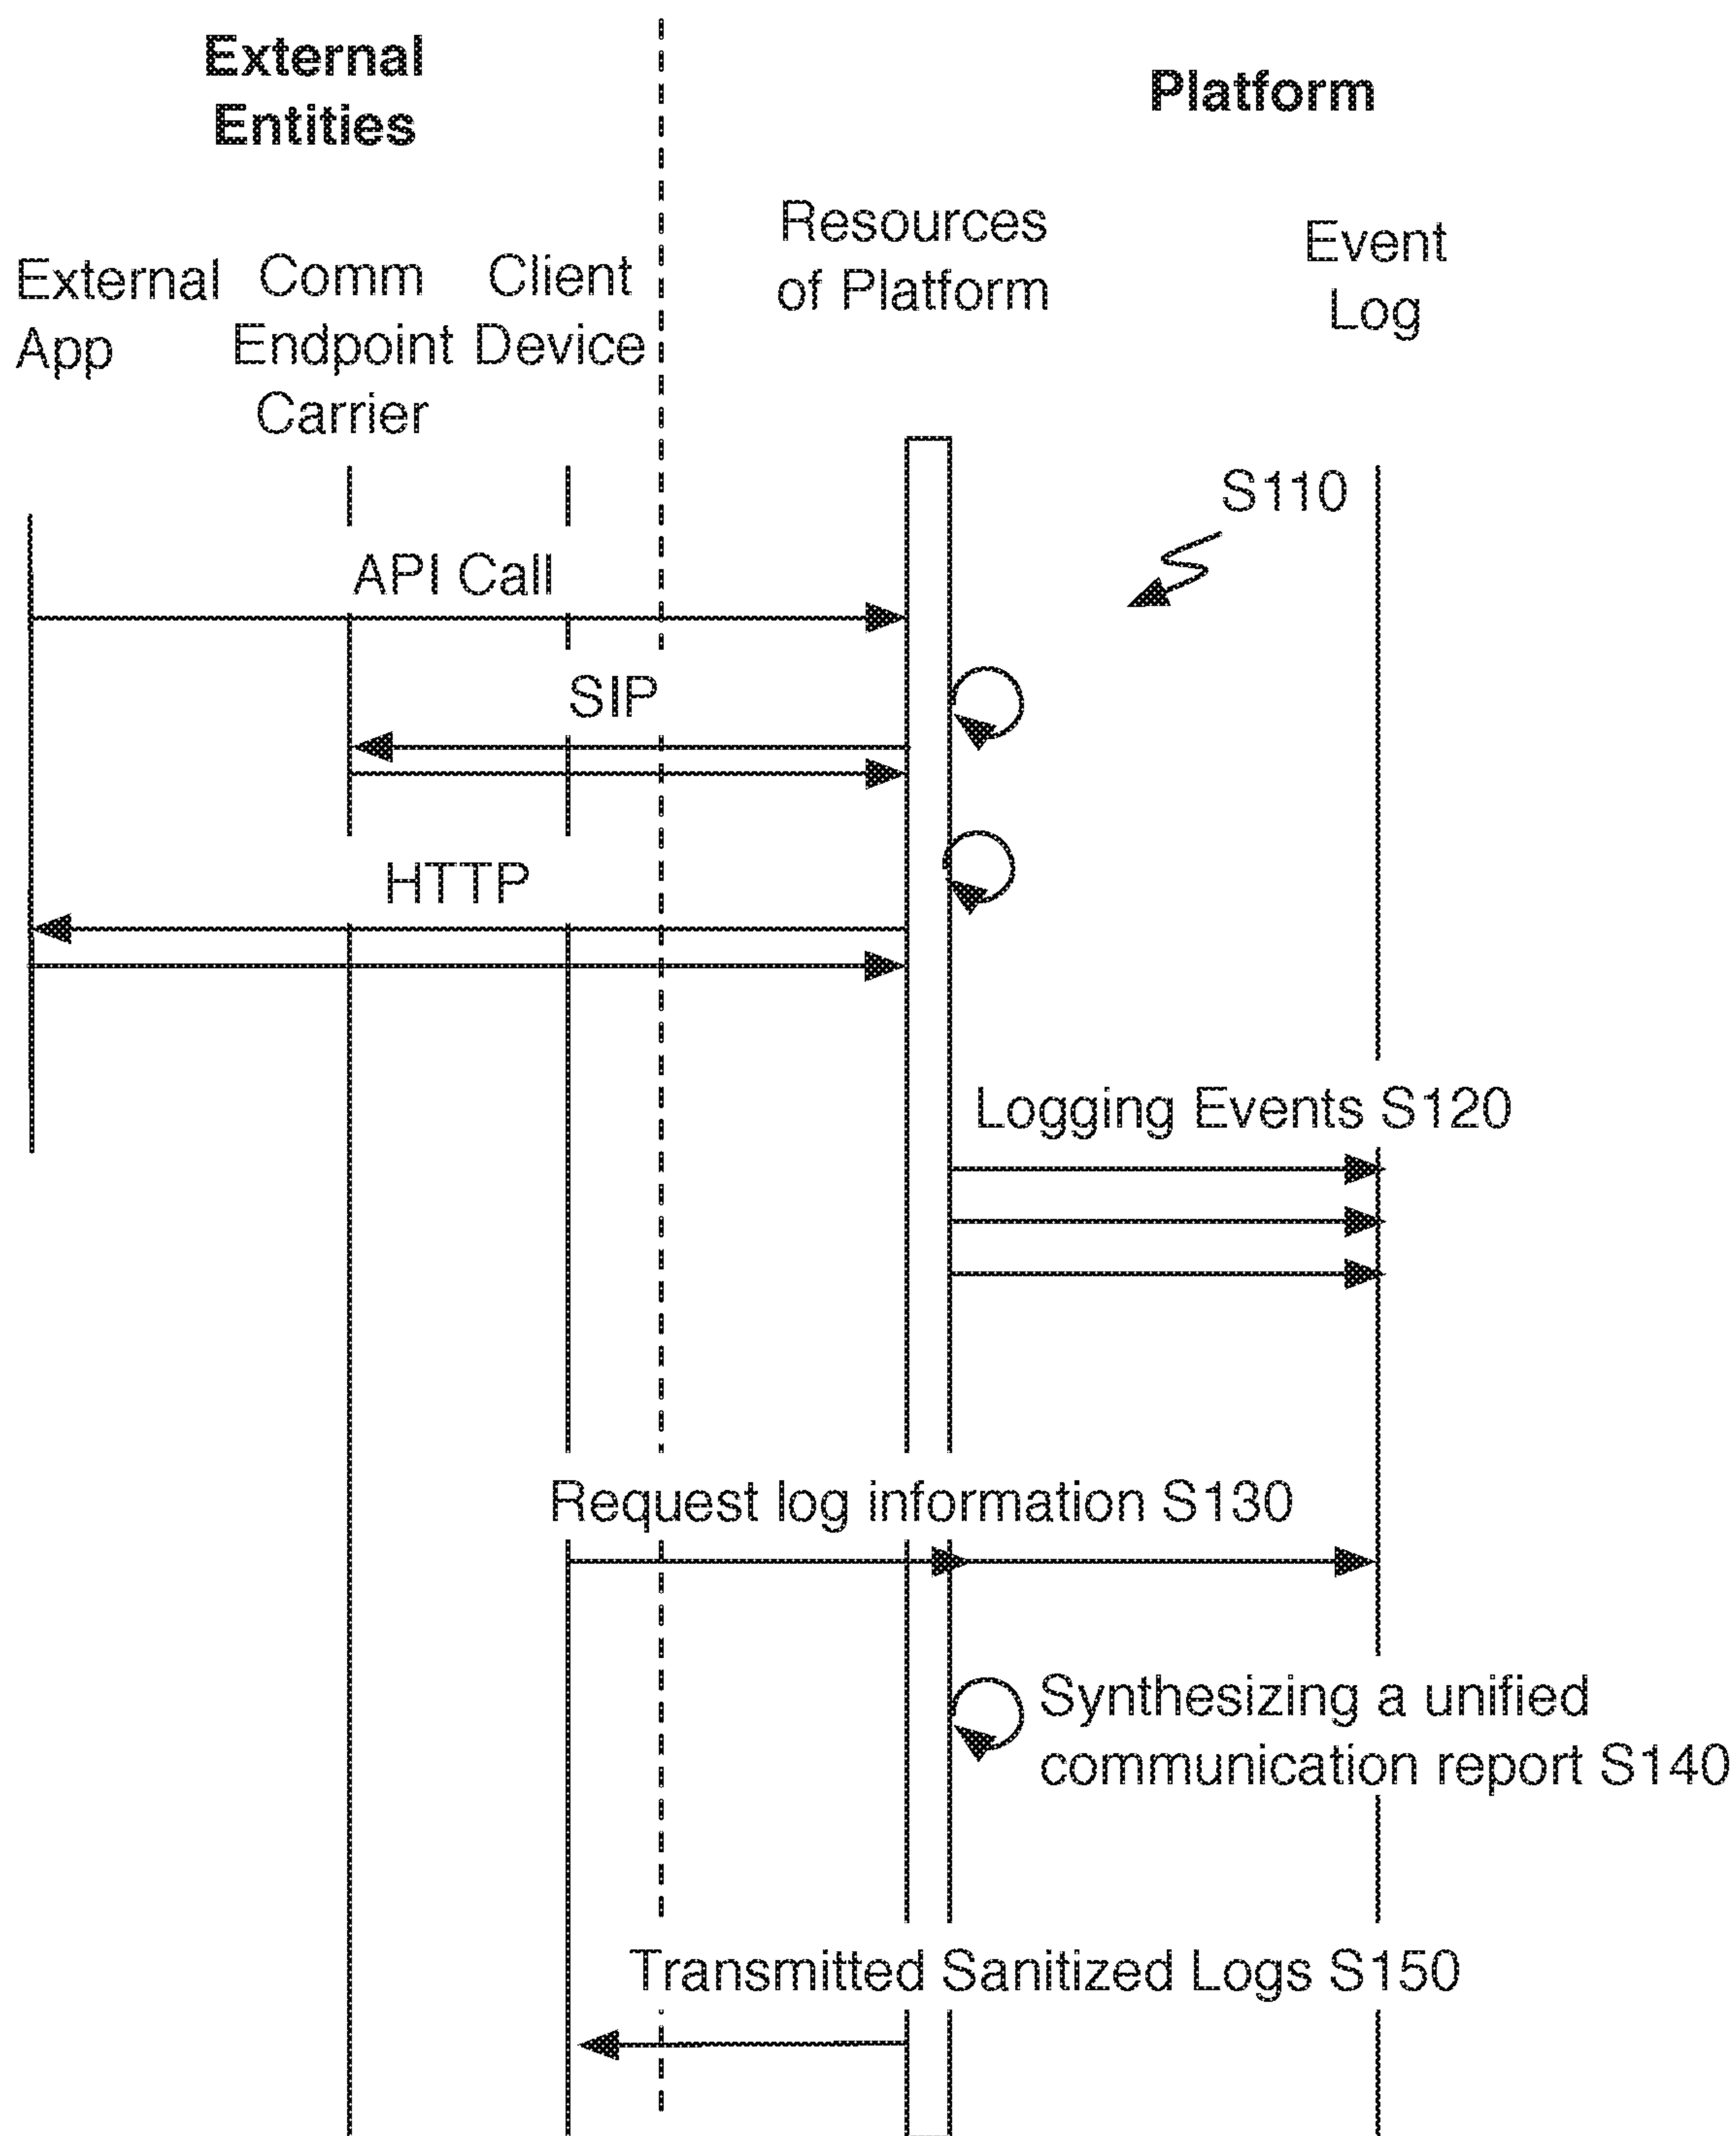 External
Entities
Platform
Resources
of Platform
Event
Log
External
App
Comm
Endpoint
Carrier
Client
Device
S110
API Call
SIP
HTTP
Logging Events S120
Request log information S130
Synthesizing a unified
communication report S140
Transmitted Sanitized Logs S150